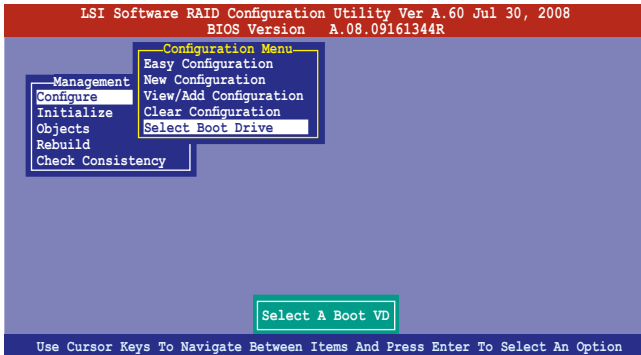 LSI Software RAID Configuration Utility Ver A.60 Jul 30, 2008
BIOS Version A.08.09161344R
Configuration Menu
Easy Configuration
New Configuration
View/Add Configuration
Clear Configuration
Select Boot Drive
Management
Configure
Initialize
Objects
Rebuild
Check Consistency
Select A Boot VD
Use Cursor Keys To Navigate Between Items And Press Enter To Select An Option